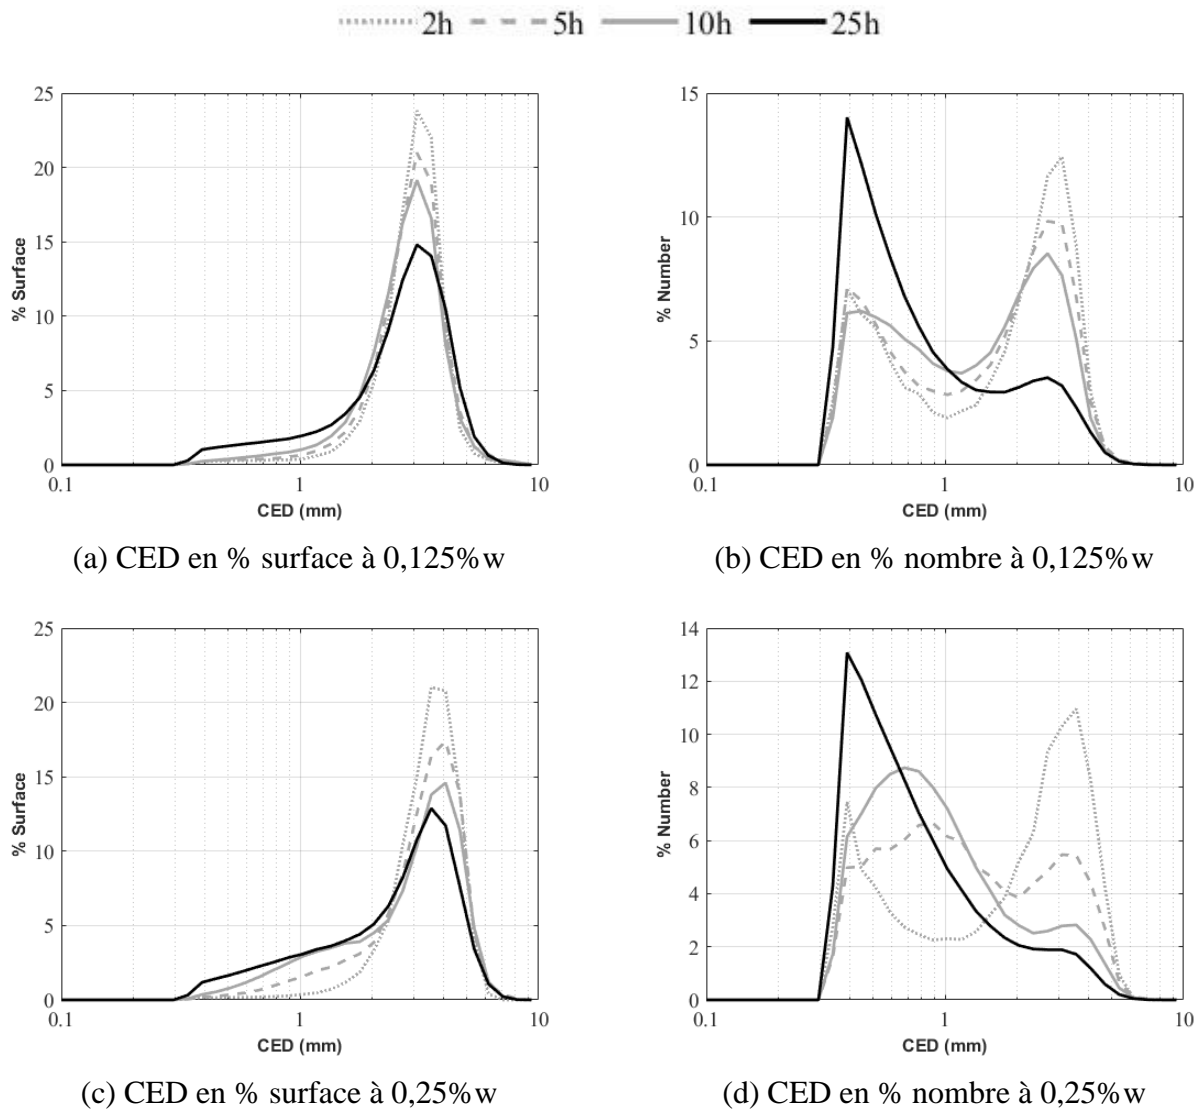 2h 5h 10h 25h
25
20
15
10
5
0
0.1 1 10
% Surface
CED (mm)
(a) CED en % surface à 0,125%w
15
10
5
0
0.1 1 10
% Number
CED (mm)
(b) CED en % nombre à 0,125%w
25
20
15
10
5
0
0.1 1 10
% Surface
CED (mm)
(c) CED en % surface à 0,25%w
14
12
10
8
6
4
2
0
0.1 1 10
% Number
CED (mm)
(d) CED en % nombre à 0,25%w